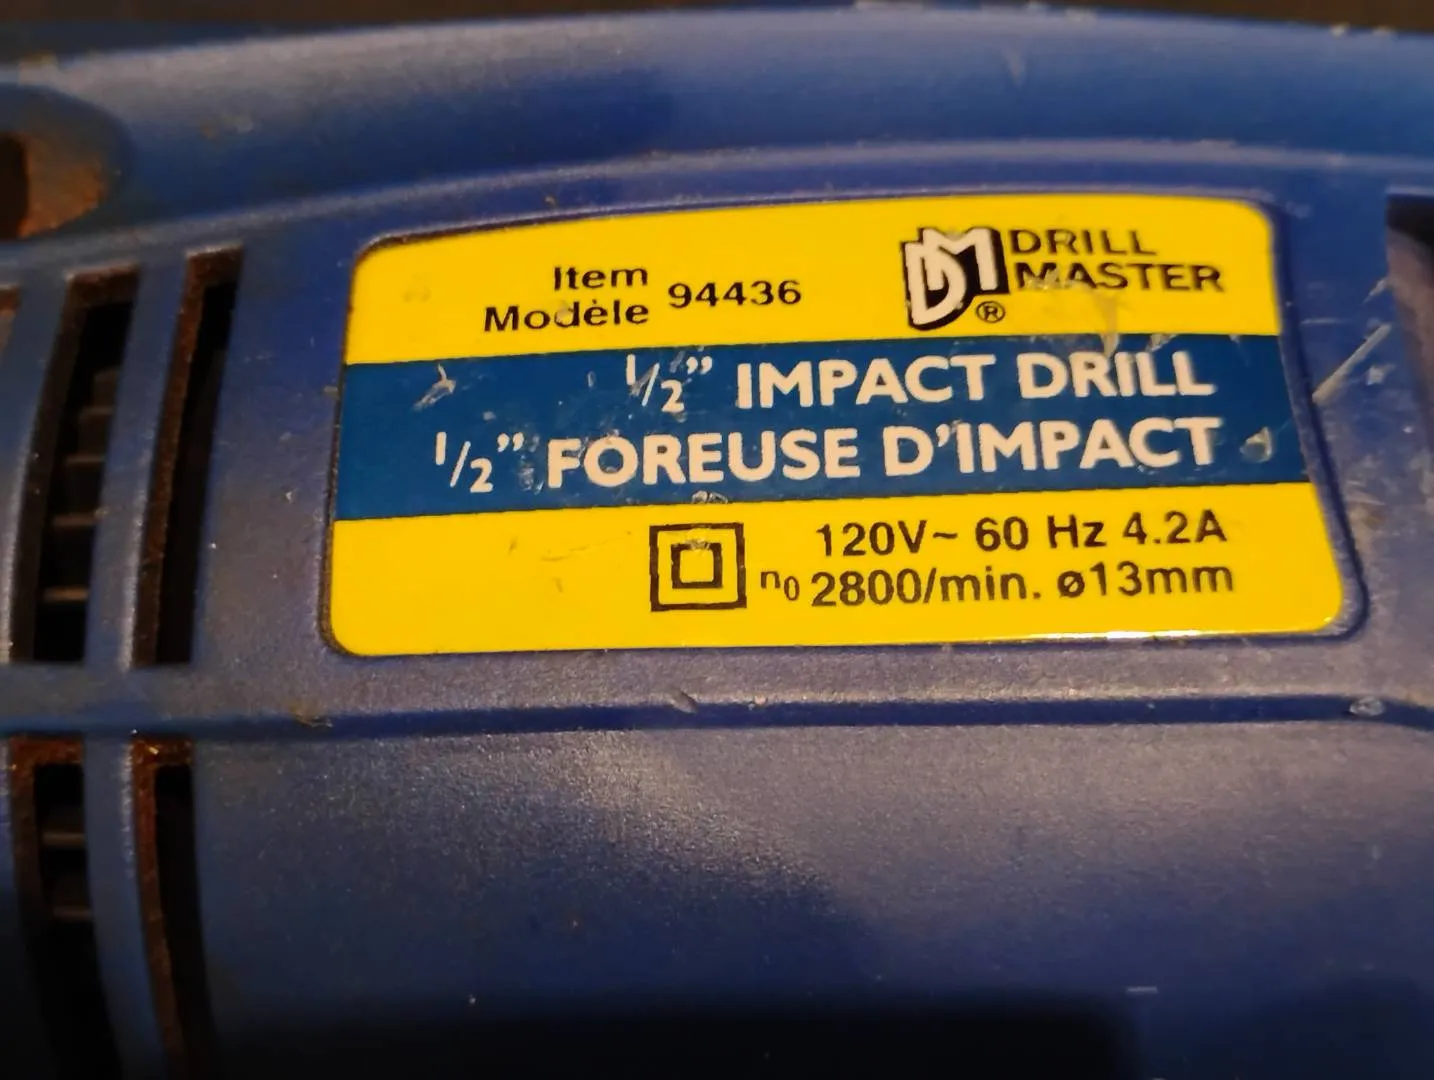 Item
Modèle 94436
DM
®
DRILL
MASTER
1/2" IMPACT DRILL
1/2" FOREUSE D'IMPACT
120V~ 60 Hz 4.2A
n0 2800/min. ø13mm